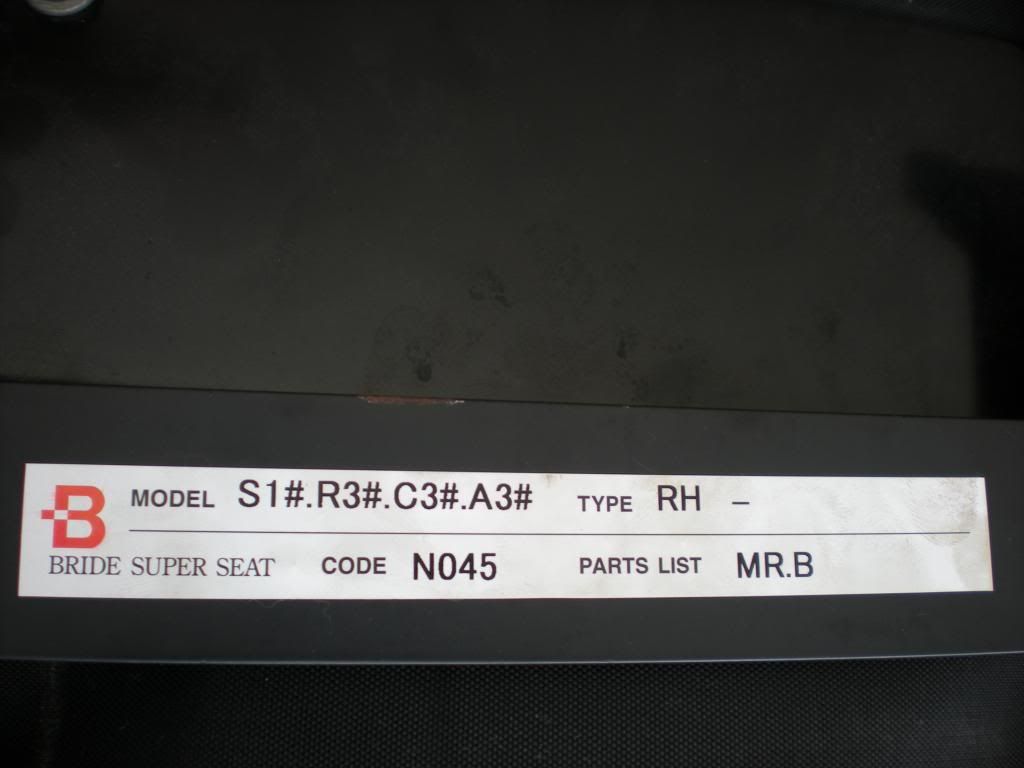 MODEL S1#.R3#.C3#.A3# TYPE RH –
BRIDE SUPER SEAT CODE N045 PARTS LIST MR.B